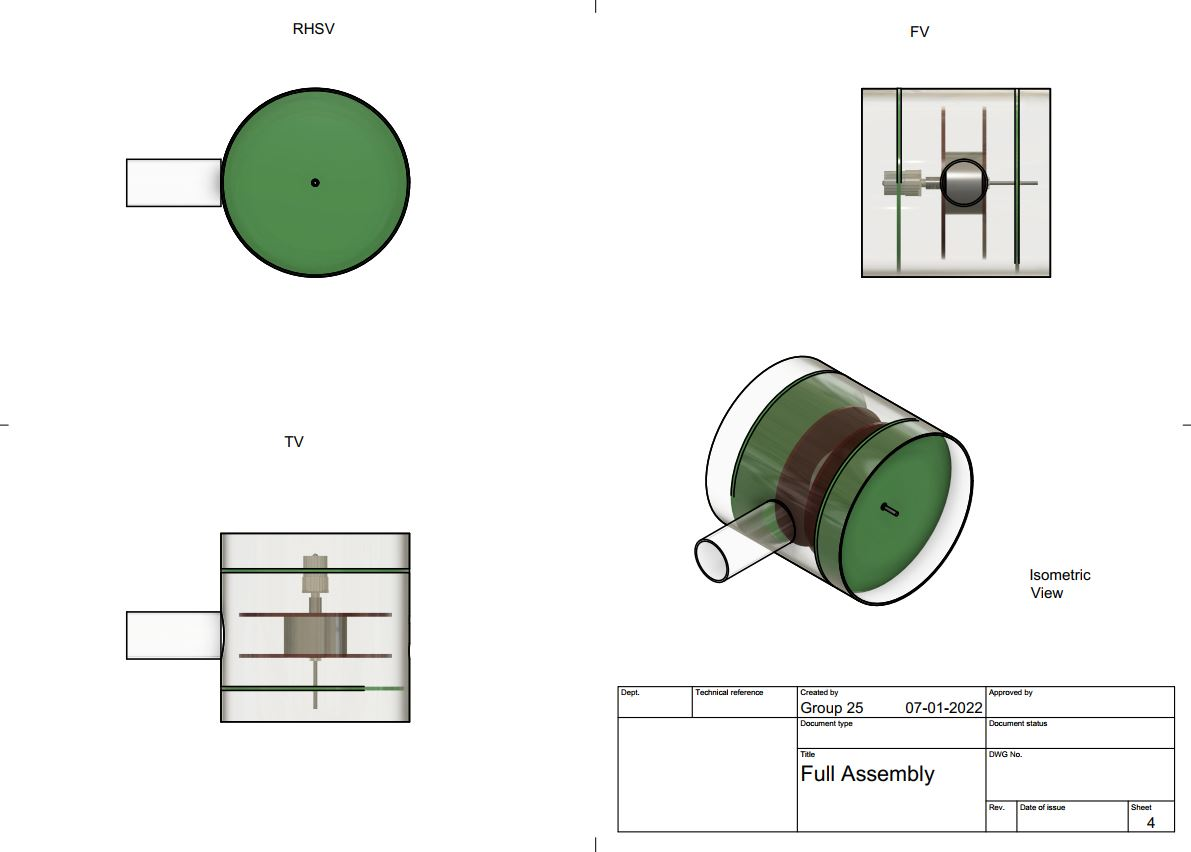 RHSV
FV
TV
Isometric
View
Dept.
Technical reference
Created by
Approved by
Group 25
07-01-2022
Document type
Document status
Title
DWG No.
Full Assembly
Rev.
Date of issue
Sheet
4